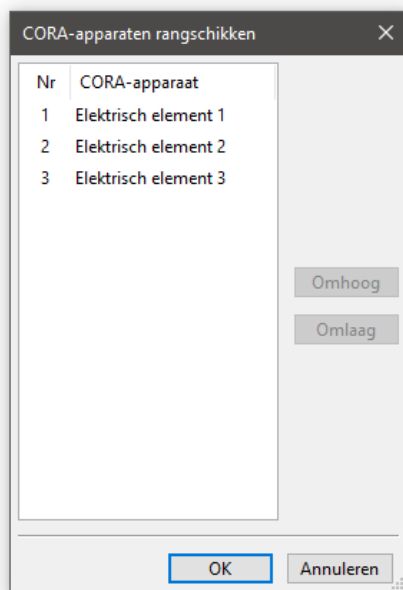 CORA-apparaten rangschikken
Nr CORA-apparaat
1 Elektrisch element 1
2 Elektrisch element 2
3 Elektrisch element 3
Omhoog
Omlaag
OK Annuleren